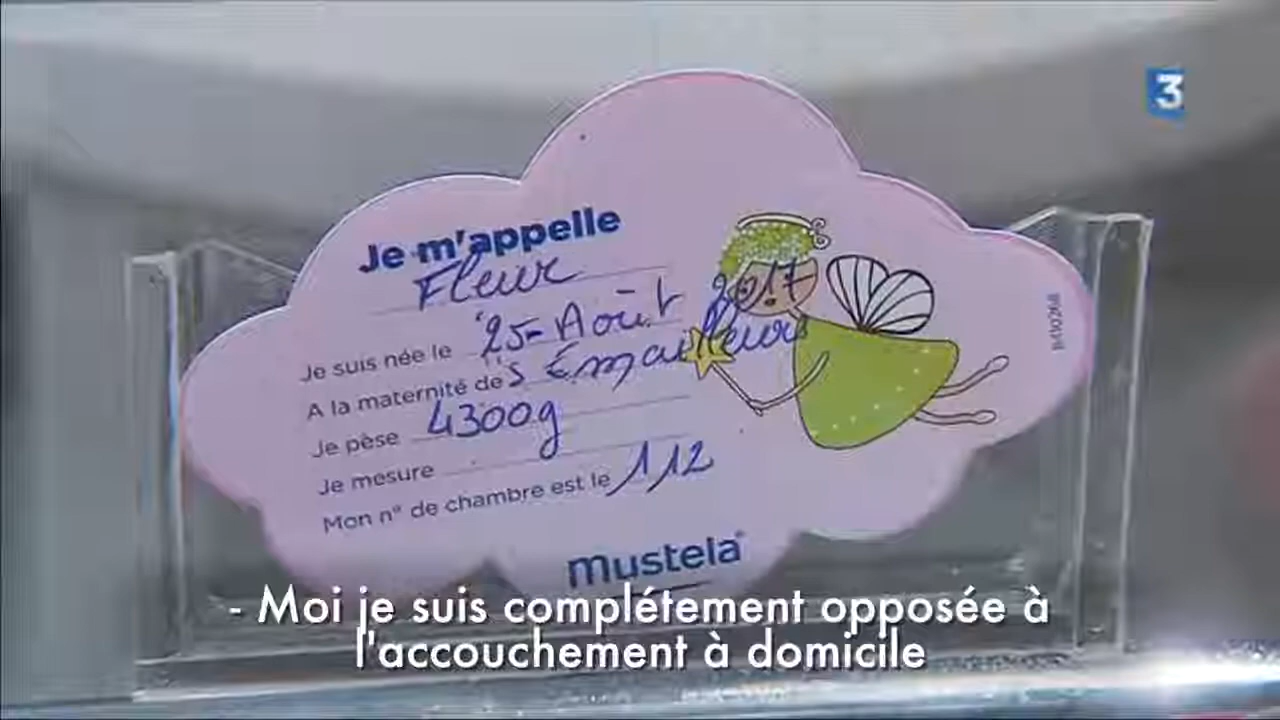 3
Je m'appelle
Fleur
Je suis née le 25-Août 2017
A la maternité des Emailleurs
Je pèse 4300g
Je mesure
Mon n° de chambre est le 112
mustela
- Moi je suis complétement opposée à
l'accouchement à domicile